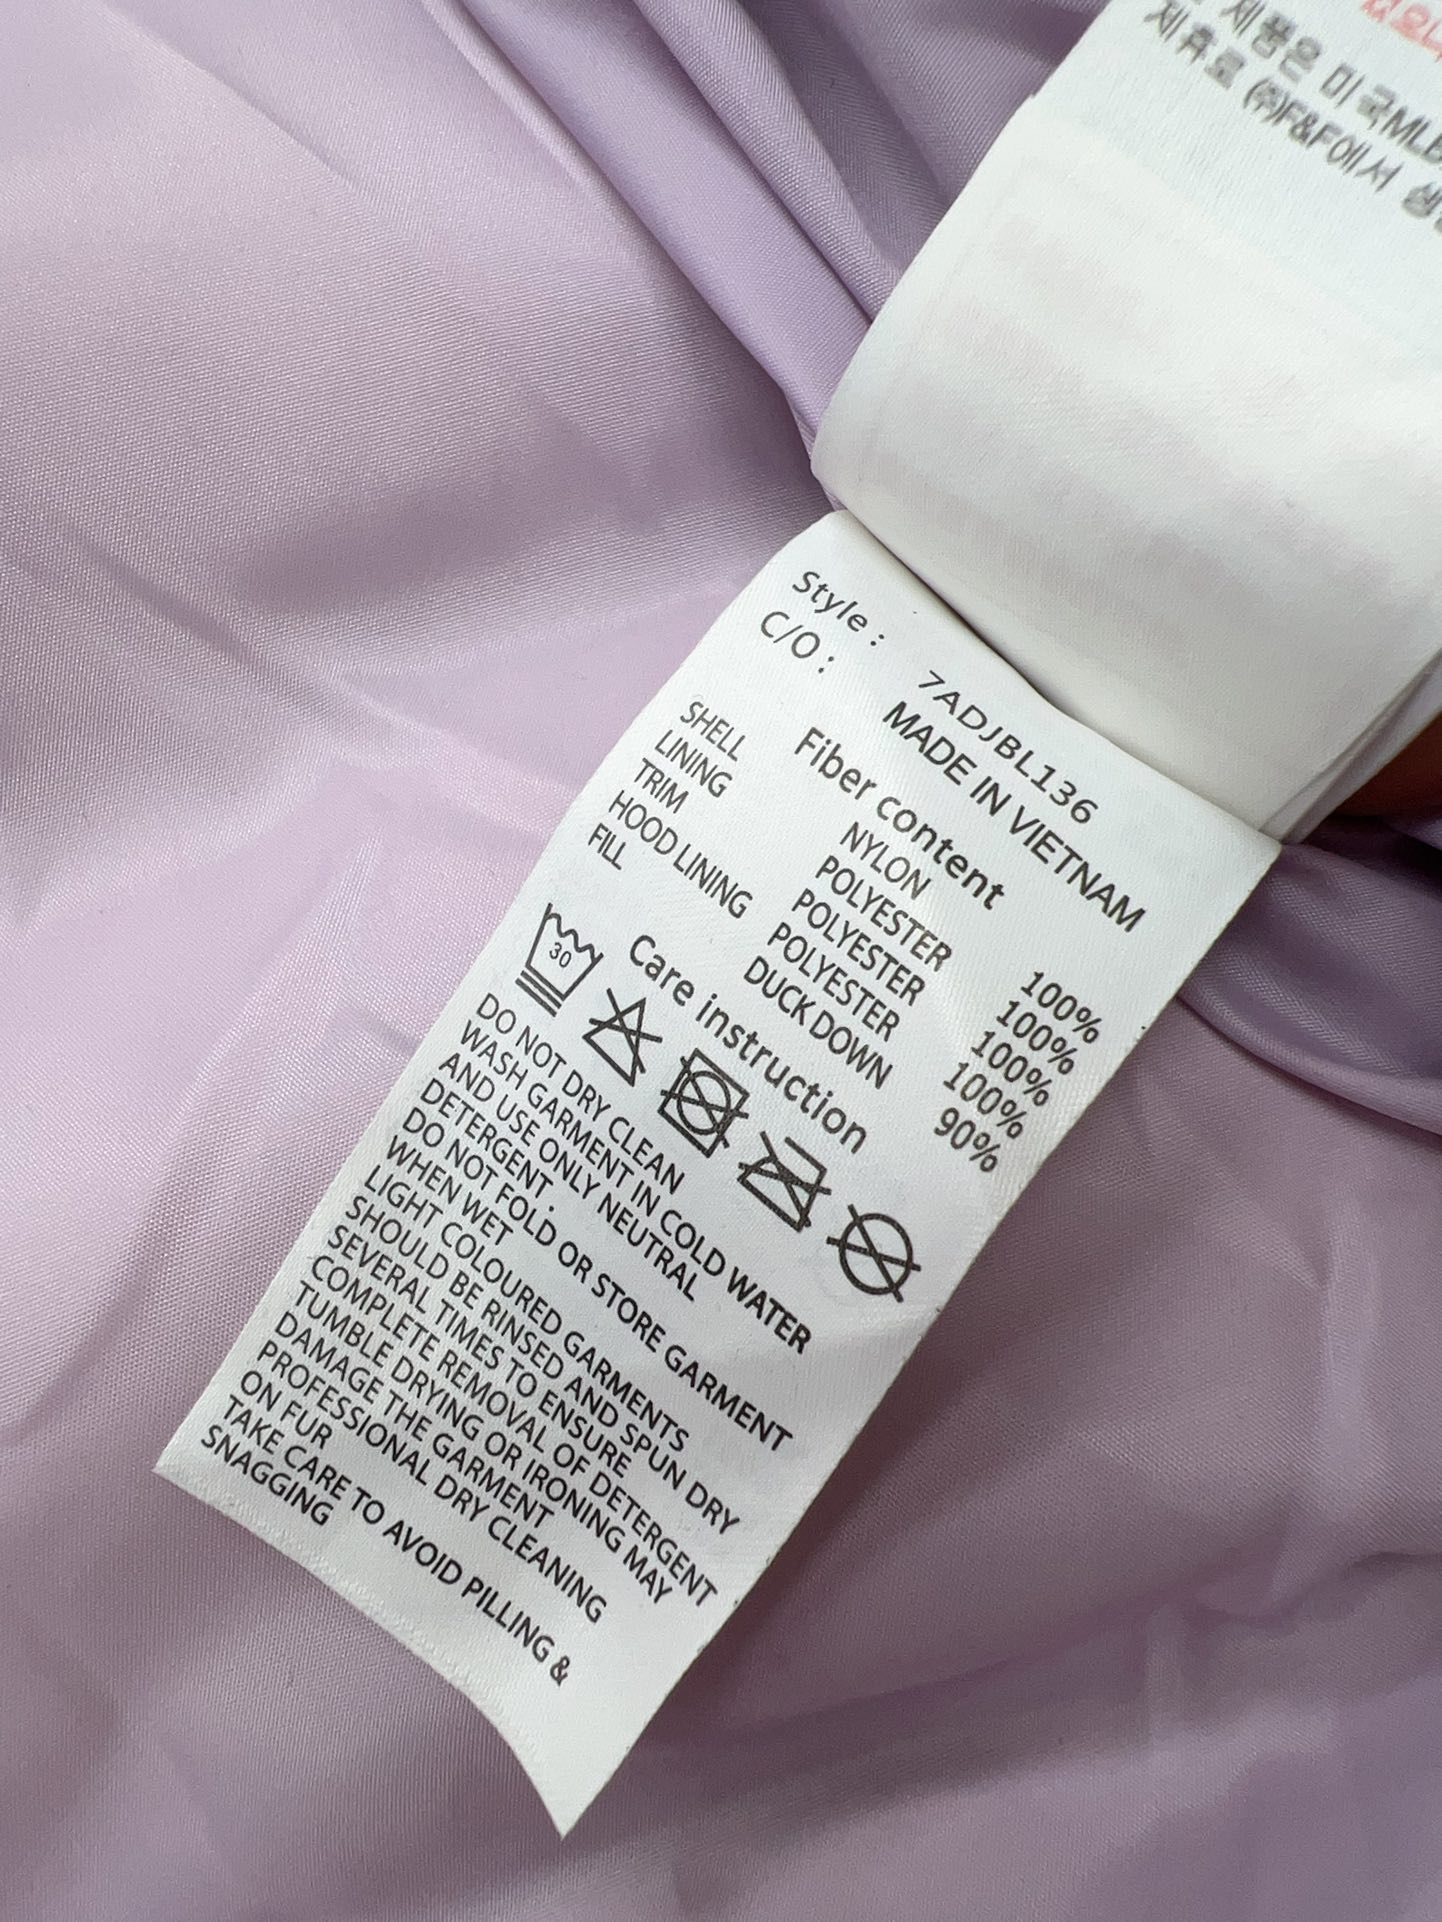 없으니
제품은 미국MLB
제휴로 (주)F&F에서
Style : 7ADJBL136
C/O : MADE IN VIETNAM
Fiber content
SHELL NYLON 100%
LINING POLYESTER 100%
TRIM POLYESTER 100%
HOOD LINING POLYESTER 100%
FILL DUCK DOWN 90%
Care instruction
30
DO NOT DRY CLEAN
WASH GARMENT IN COLD WATER
AND USE ONLY NEUTRAL
DETERGENT.
DO NOT FOLD OR STORE GARMENT
WHEN WET
LIGHT COLOURED GARMENTS
SHOULD BE RINSED AND SPUN DRY
SEVERAL TIMES TO ENSURE
COMPLETE REMOVAL OF DETERGENT
TUMBLE DRYING OR IRONING MAY
DAMAGE THE GARMENT
PROFESSIONAL DRY CLEANING
ON FUR
TAKE CARE TO AVOID PILLING &
SNAGGING